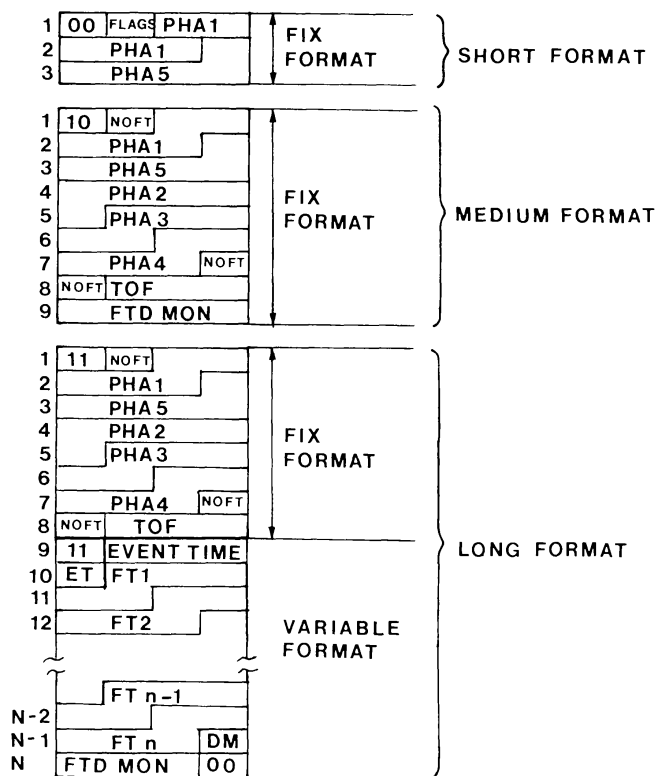 1 00 FLAGS PHA1
2 PHA1
3 PHA5
FIX
FORMAT
SHORT FORMAT
1 10 NOFT
2 PHA1
3 PHA5
4 PHA2
5 PHA3
6
7 PHA4 NOFT
8 NOFT TOF
9 FTD MON
FIX
FORMAT
MEDIUM FORMAT
1 11 NOFT
2 PHA1
3 PHA5
4 PHA2
5 PHA3
6
7 PHA4 NOFT
8 NOFT TOF
FIX
FORMAT
9 11 EVENT TIME
10 ET FT1
11
12 FT2
FT n-1
N-2
N-1 FT n DM
N FTD MON 00
VARIABLE
FORMAT
LONG FORMAT